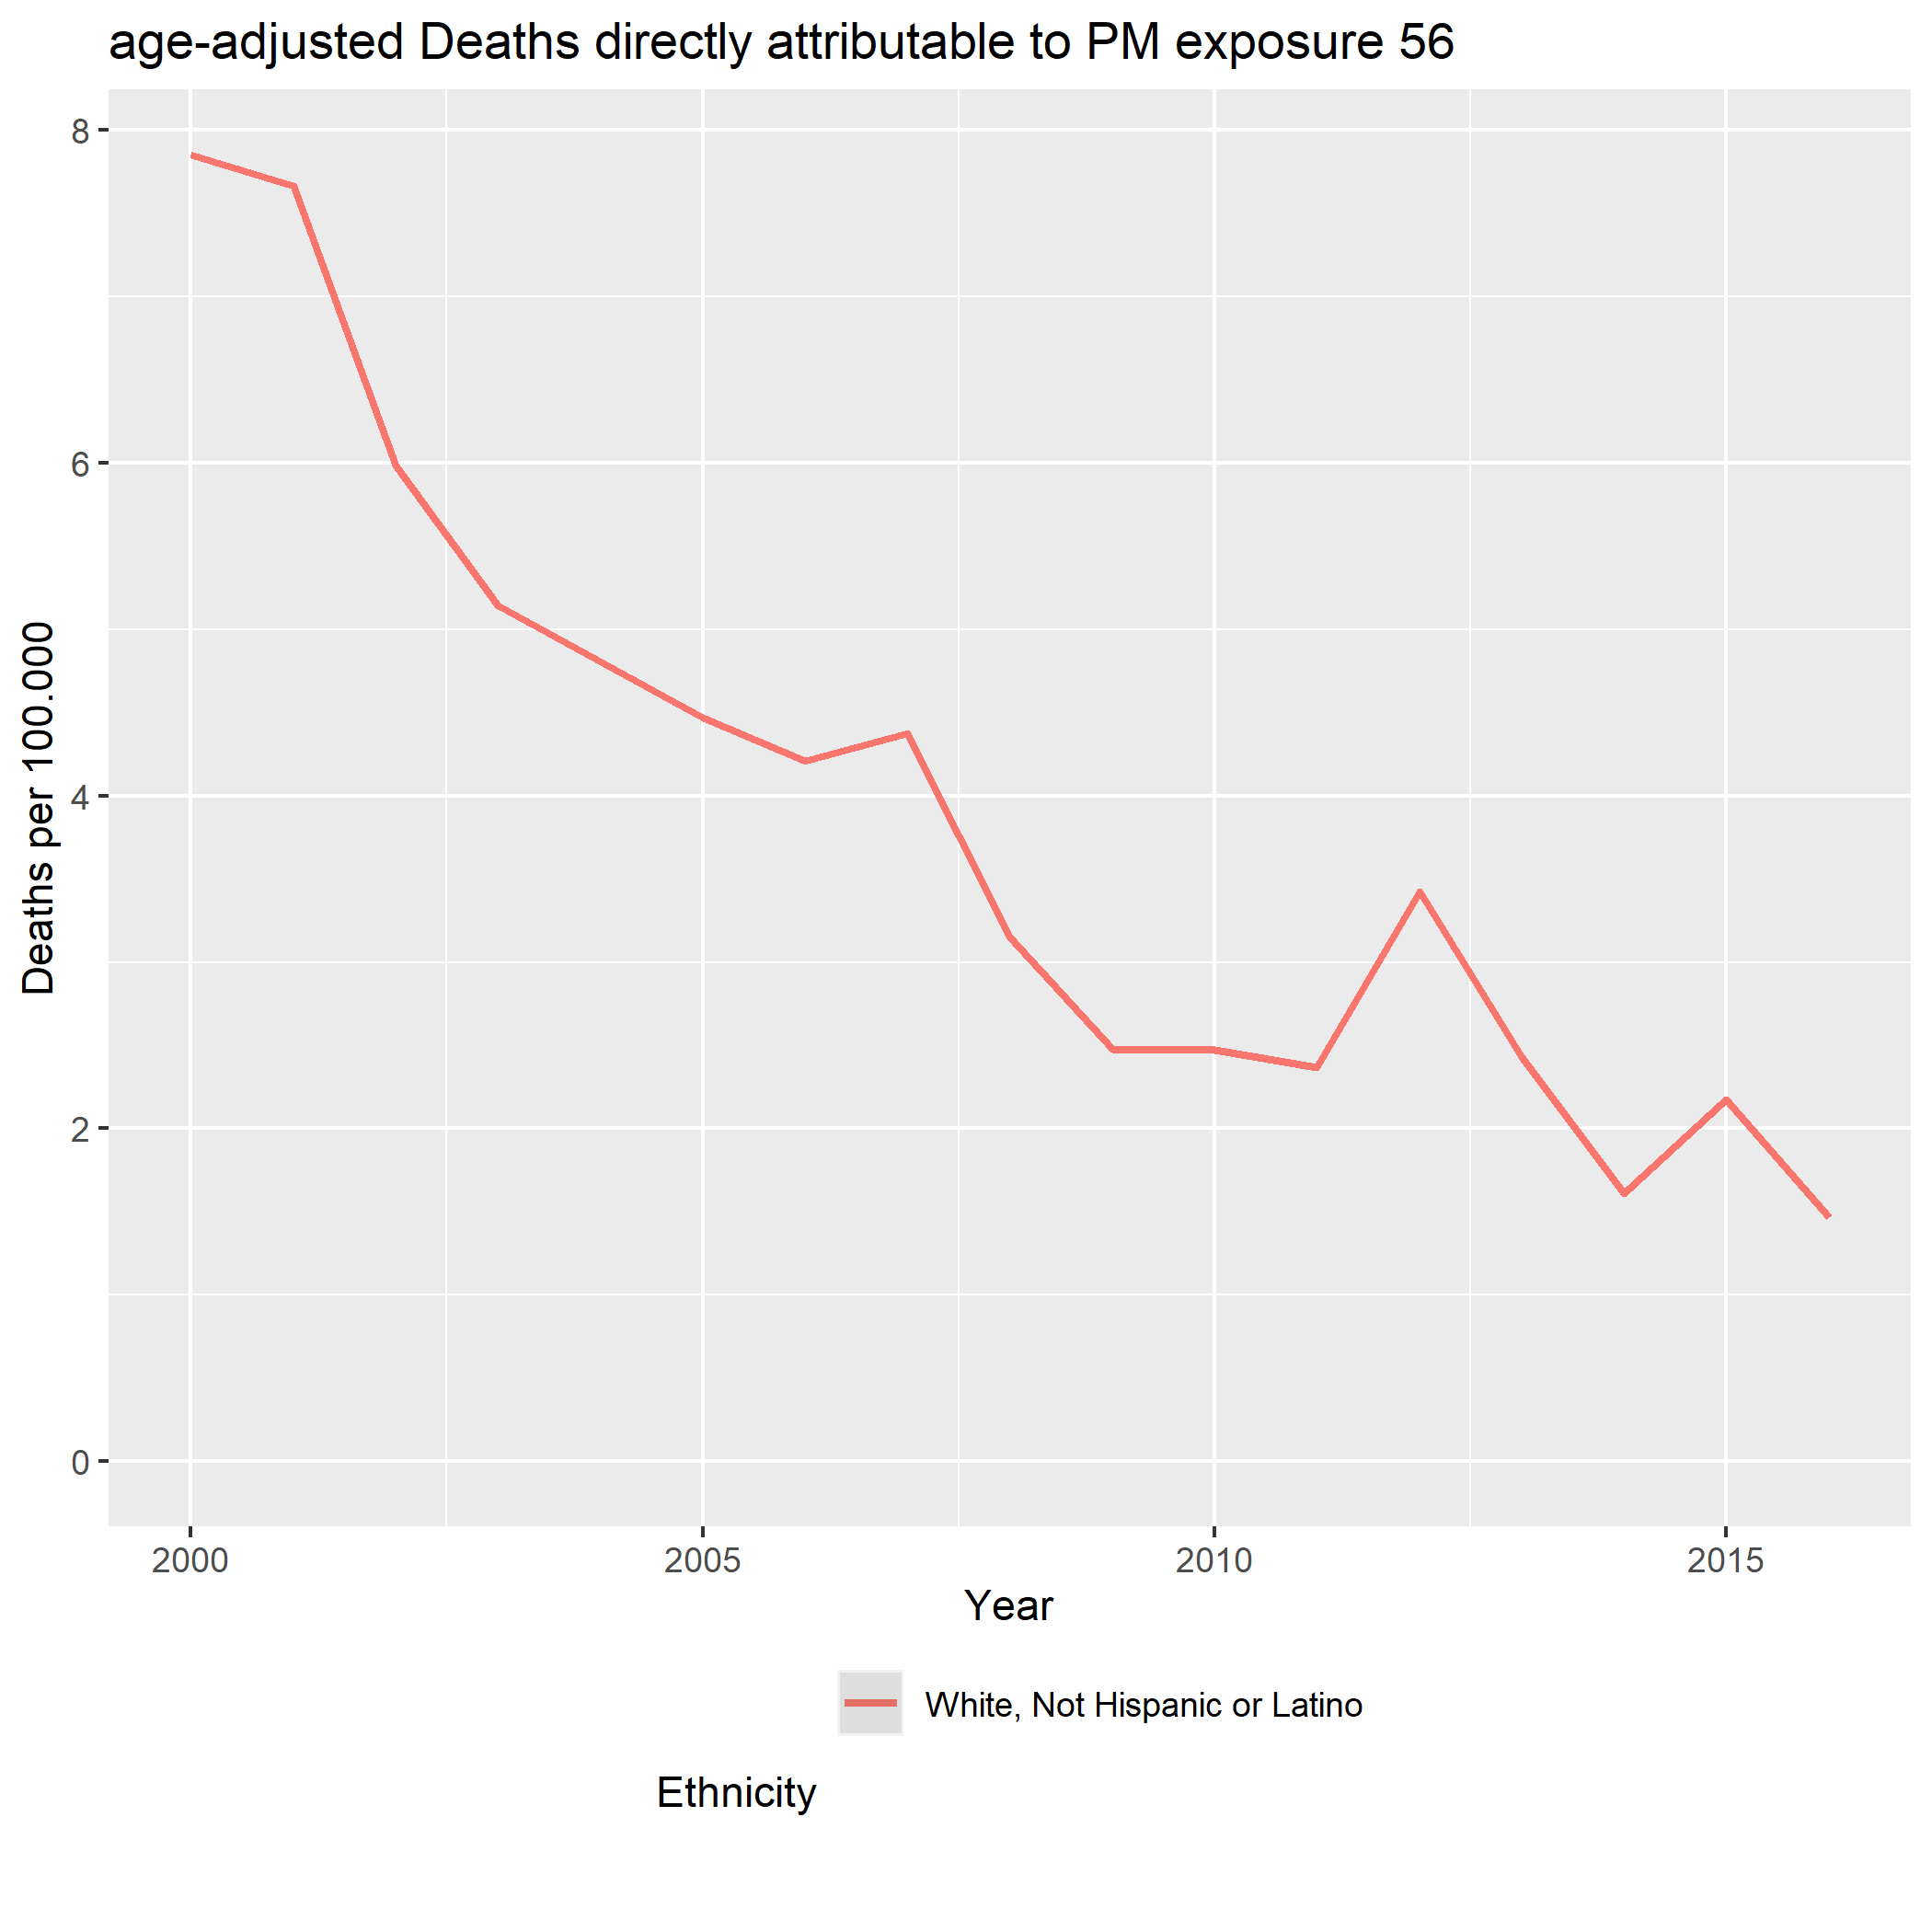 age-adjusted Deaths directly attributable to PM exposure 56
Deaths per 100.000
8
6
4
2
0
2000 2005 2010 2015
Year
White, Not Hispanic or Latino
Ethnicity